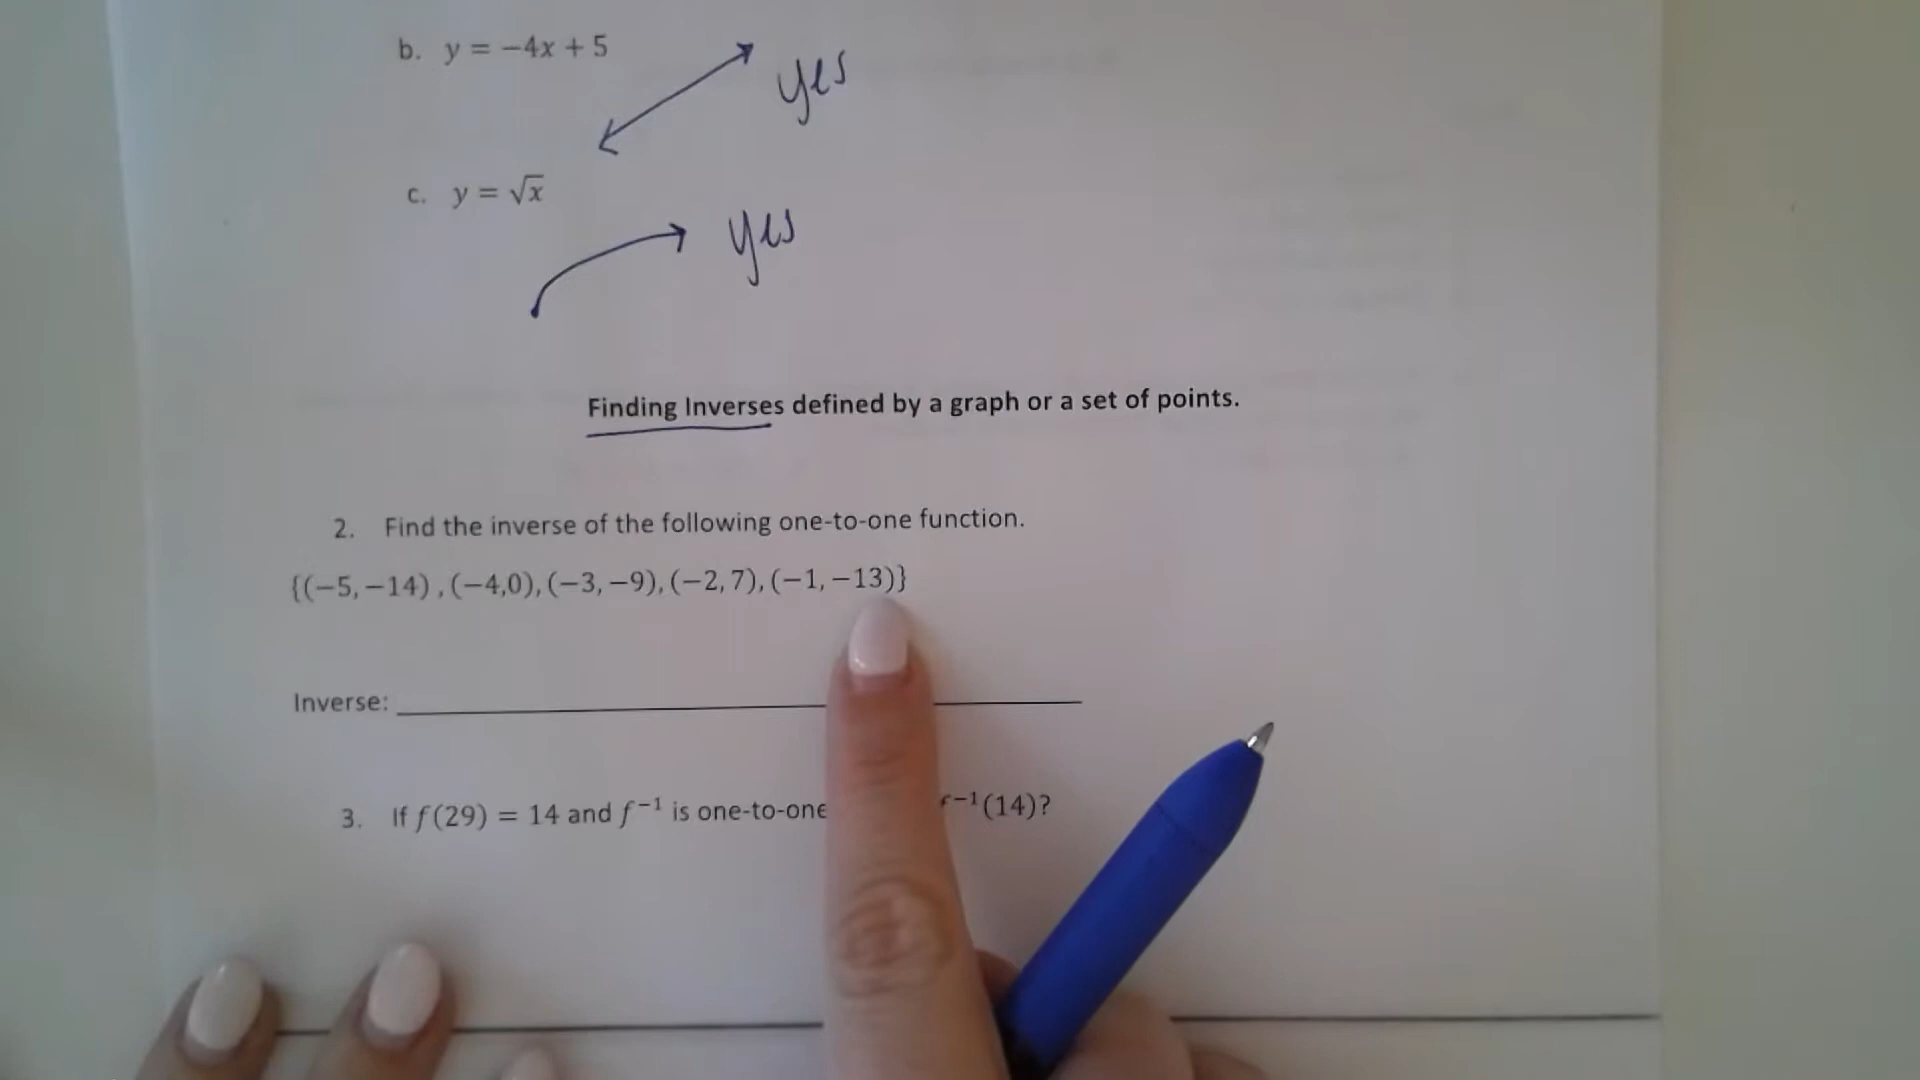 b. y = −4x + 5
yes
c. y = √x
yes
Finding Inverses defined by a graph or a set of points.
2. Find the inverse of the following one-to-one function.
{(−5, −14) , (−4,0), (−3, −9), (−2, 7), (−1, −13)}
Inverse:
3. If f(29) = 14 and f⁻¹ is one-to-one f⁻¹(14)?